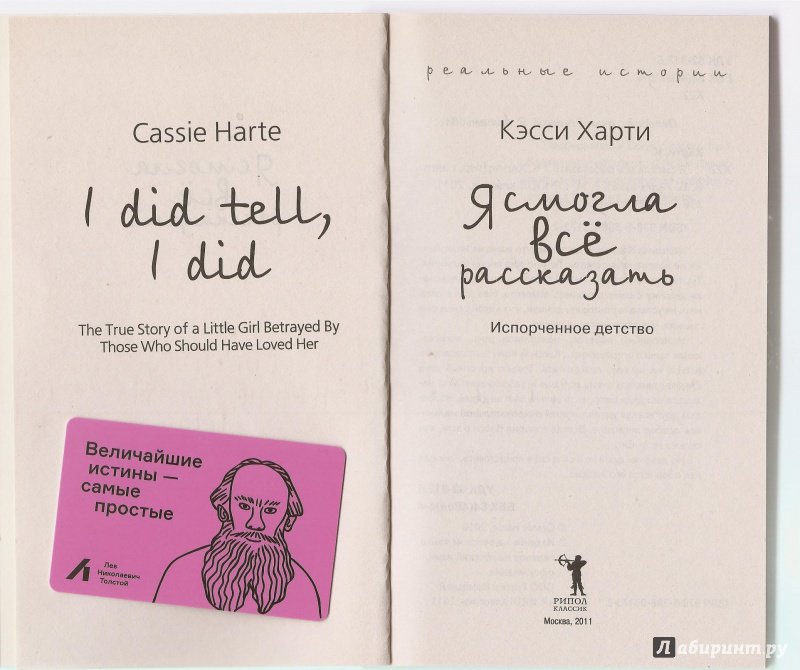 Cassie Harte
I did tell,
I did
The True Story of a Little Girl Betrayed By
Those Who Should Have Loved Her
Величайшие
истины —
самые
простые
Лев
Николаевич
Толстой
реальные истории
Кэсси Харти
Я смогла
всё
рассказать
Испорченное детство
РИПОЛ
КЛАССИК
Москва, 2011
Лабиринт.ру